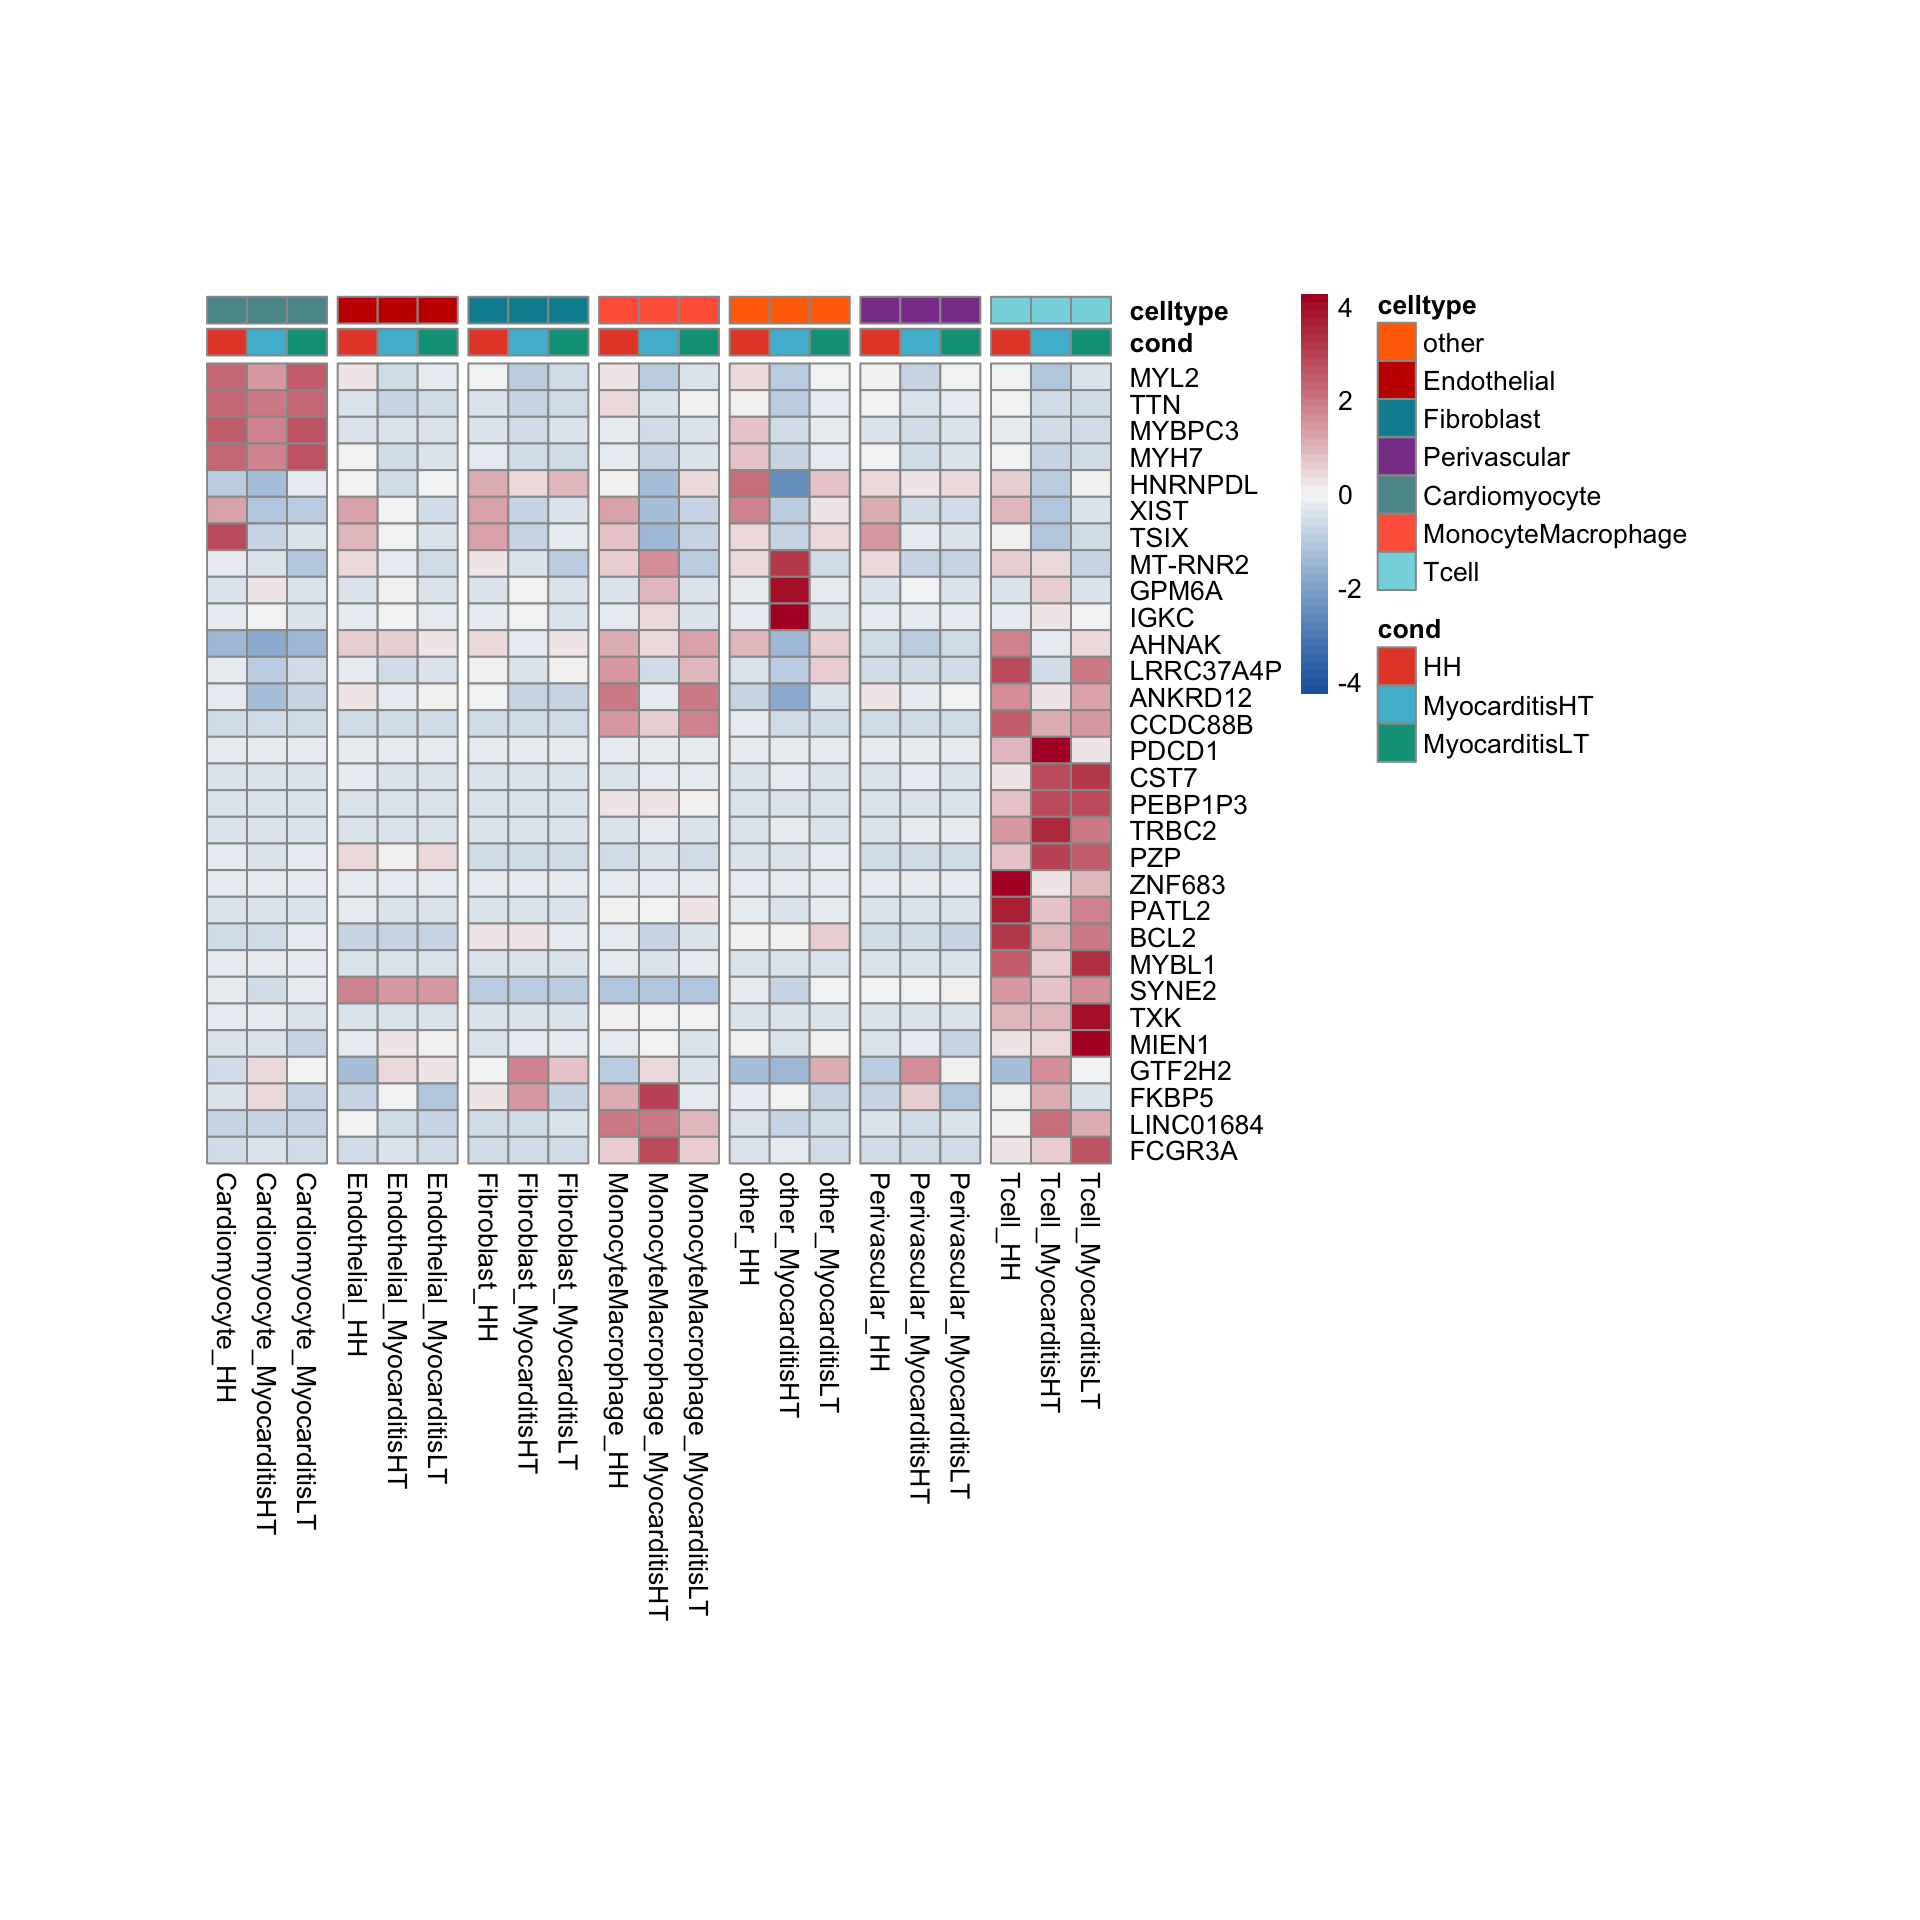 celltype
cond
MYL2
TTN
MYBPC3
MYH7
HNRNPDL
XIST
TSIX
MT-RNR2
GPM6A
IGKC
AHNAK
LRRC37A4P
ANKRD12
CCDC88B
PDCD1
CST7
PEBP1P3
TRBC2
PZP
ZNF683
PATL2
BCL2
MYBL1
SYNE2
TXK
MIEN1
GTF2H2
FKBP5
LINC01684
FCGR3A
4
2
0
-2
-4
celltype
other
Endothelial
Fibroblast
Perivascular
Cardiomyocyte
MonocyteMacrophage
Tcell
cond
HH
MyocarditisHT
MyocarditisLT
Cardiomyocyte_HH
Cardiomyocyte_MyocarditisHT
Cardiomyocyte_MyocarditisLT
Endothelial_HH
Endothelial_MyocarditisHT
Endothelial_MyocarditisLT
Fibroblast_HH
Fibroblast_MyocarditisHT
Fibroblast_MyocarditisLT
MonocyteMacrophage_HH
MonocyteMacrophage_MyocarditisHT
MonocyteMacrophage_MyocarditisLT
other_HH
other_MyocarditisHT
other_MyocarditisLT
Perivascular_HH
Perivascular_MyocarditisHT
Perivascular_MyocarditisLT
Tcell_HH
Tcell_MyocarditisHT
Tcell_MyocarditisLT